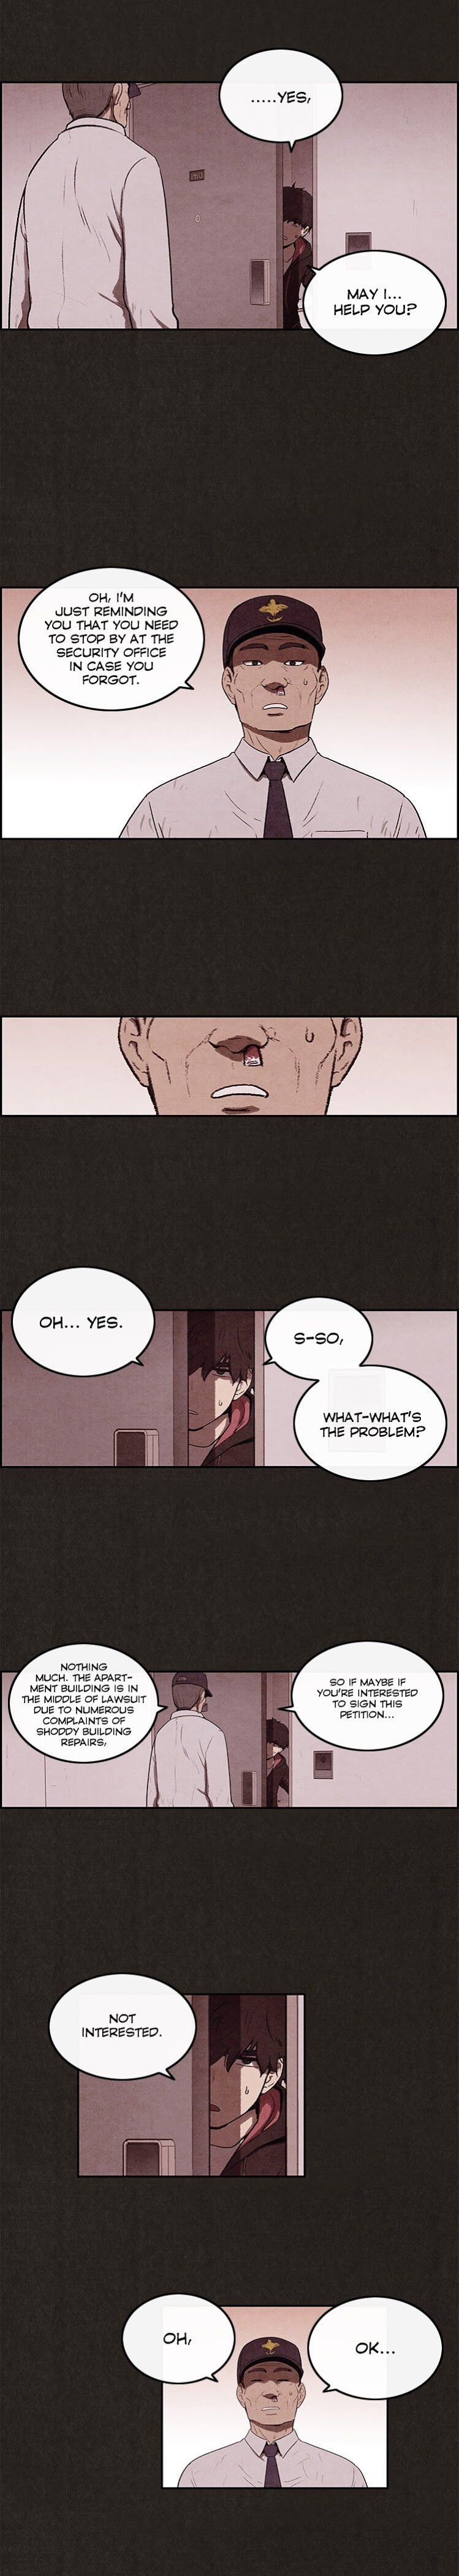 .....YES,
MAY I...
HELP YOU?
OH, I'M
JUST REMINDING
YOU THAT YOU NEED
TO STOP BY AT THE
SECURITY OFFICE
IN CASE YOU
FORGOT.
OH... YES.
S-SO,
WHAT-WHAT'S
THE PROBLEM?
NOTHING
MUCH. THE APART-
MENT BUILDING IS IN
THE MIDDLE OF LAWSUIT
DUE TO NUMEROUS
COMPLAINTS OF
SHODDY BUILDING
REPAIRS,
SO IF MAYBE IF
YOU'RE INTERESTED
TO SIGN THIS
PETITION...
NOT
INTERESTED.
OH,
OK...